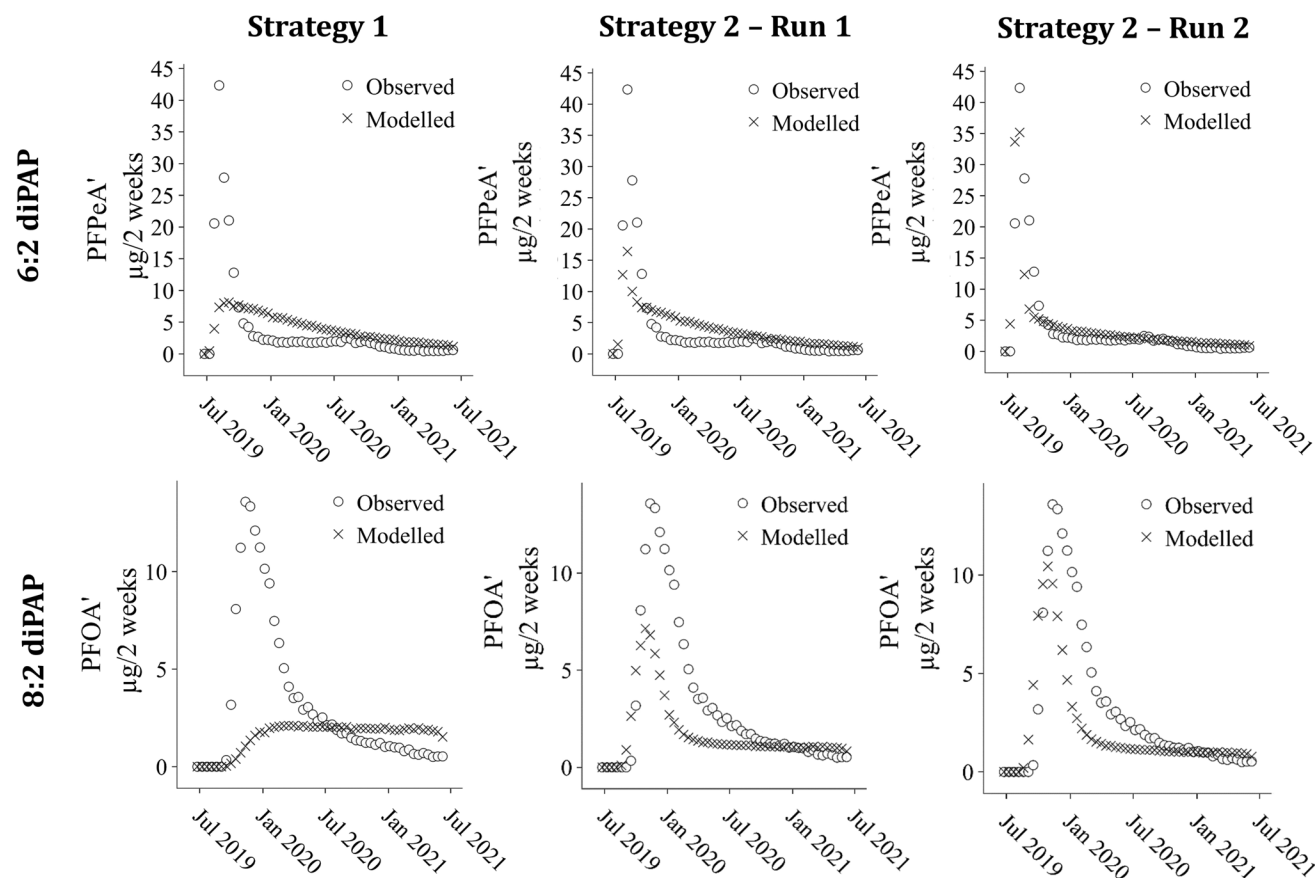 Strategy 1
Strategy 2 – Run 1
Strategy 2 – Run 2
6:2 diPAP
PFPeA'
µg/2 weeks
45
40
35
30
25
20
15
10
5
0
Observed
Modelled
Jul 2019
Jan 2020
Jul 2020
Jan 2021
Jul 2021
PFPeA'
µg/2 weeks
45
40
35
30
25
20
15
10
5
0
Observed
Modelled
Jul 2019
Jan 2020
Jul 2020
Jan 2021
Jul 2021
PFPeA'
µg/2 weeks
45
40
35
30
25
20
15
10
5
0
Observed
Modelled
Jul 2019
Jan 2020
Jul 2020
Jan 2021
Jul 2021
8:2 diPAP
PFOA'
µg/2 weeks
10
5
0
Observed
Modelled
Jul 2019
Jan 2020
Jul 2020
Jan 2021
Jul 2021
PFOA'
µg/2 weeks
10
5
0
Observed
Modelled
Jul 2019
Jan 2020
Jul 2020
Jan 2021
Jul 2021
PFOA'
µg/2 weeks
10
5
0
Observed
Modelled
Jul 2019
Jan 2020
Jul 2020
Jan 2021
Jul 2021